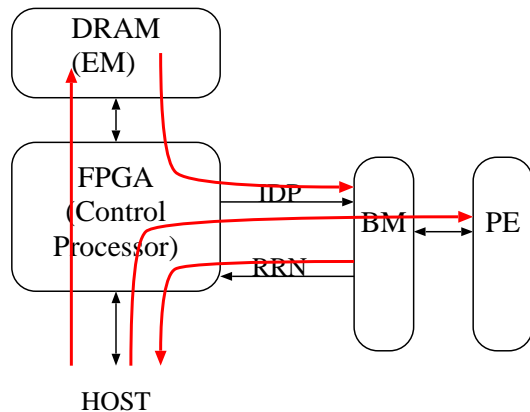 DRAM
(EM)
FPGA
(Control
Processor)
IDP
BM
PE
RRN
HOST